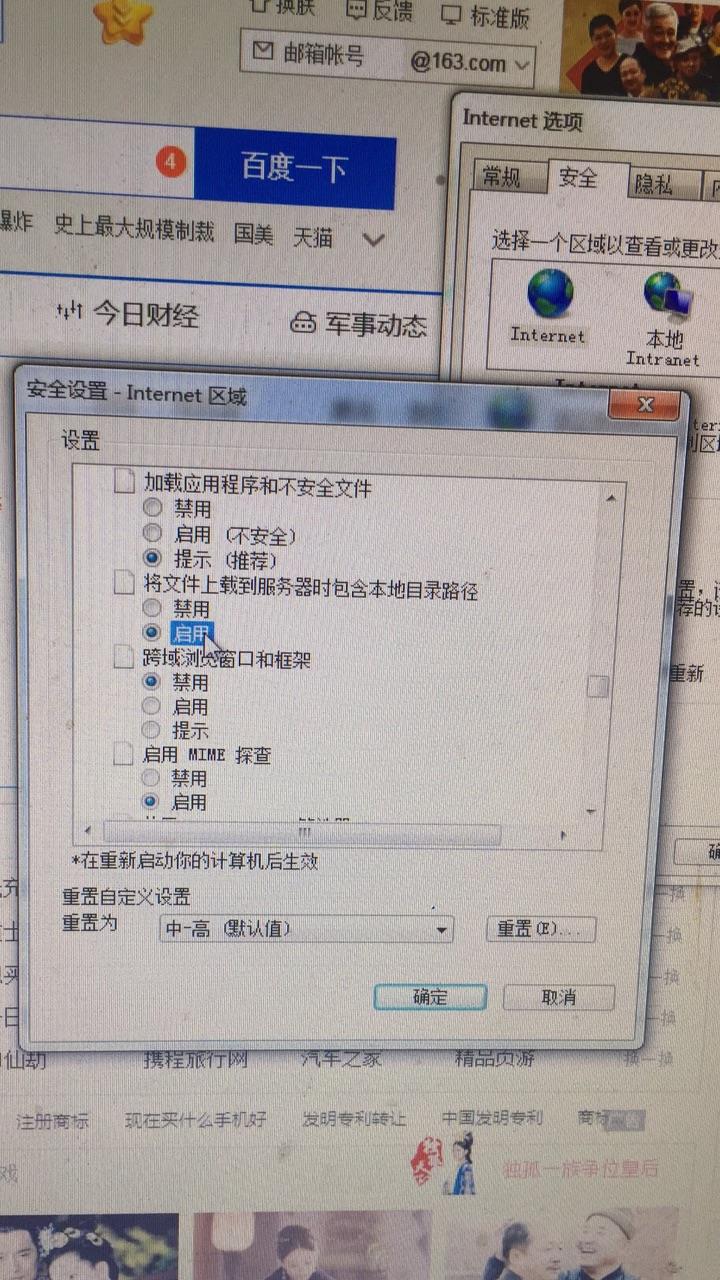 换肤 反馈 标准版
邮箱帐号 @163.com
4 百度一下
爆炸 史上最大规模制裁 国美 天猫
今日财经 军事动态
Internet 选项
常规 安全 隐私
选择一个区域以查看或更改
Internet 本地
Intranet
安全设置 - Internet 区域
设置
加载应用程序和不安全文件
禁用
启用 (不安全)
提示 (推荐)
将文件上载到服务器时包含本地目录路径
禁用
启用
跨域浏览窗口和框架
禁用
启用
提示
启用 MIME 探查
禁用
启用
*在重新启动你的计算机后生效
重置自定义设置
重置为 中-高 (默认值) 重置(E)...
确定 取消
重新
携程旅行网 汽车之家 精品页游 换一换
注册商标 现在买什么手机好 发明专利转让 中国发明专利 商标
独孤一族争位皇后